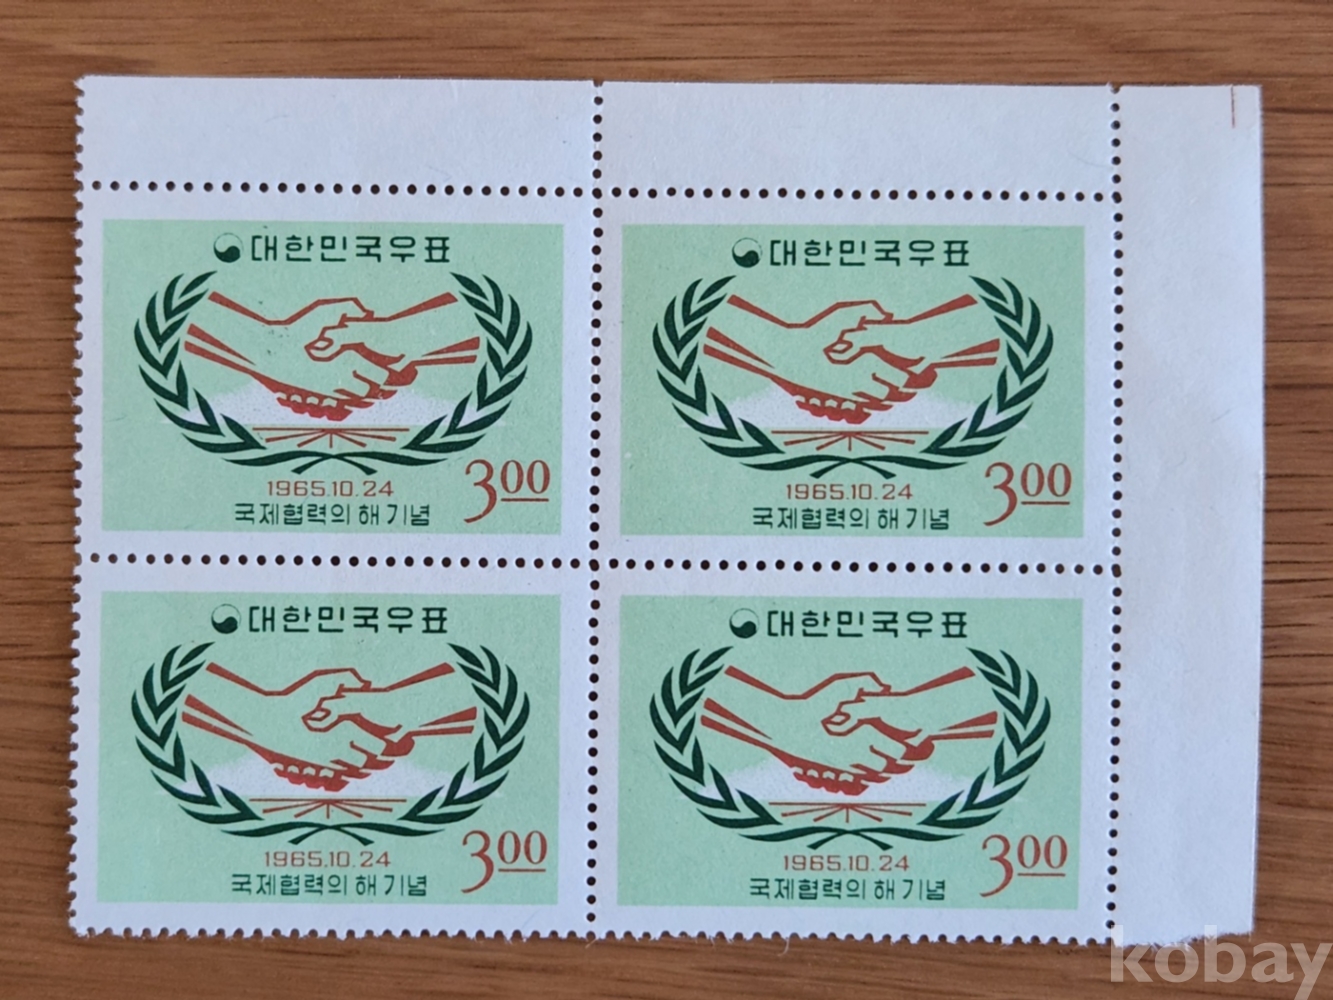 대한민국우표
1965.10.24
3.00
국제협력의 해 기념
대한민국우표
1965.10.24
3.00
국제협력의 해 기념
대한민국우표
1965.10.24
3.00
국제협력의 해 기념
대한민국우표
1965.10.24
3.00
국제협력의 해 기념
kobay